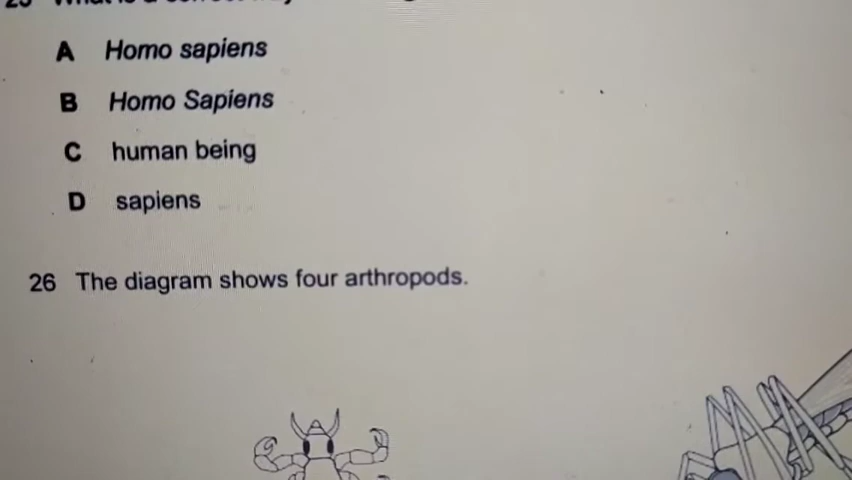 A Homo sapiens
B Homo Sapiens
C human being
D sapiens
26 The diagram shows four arthropods.